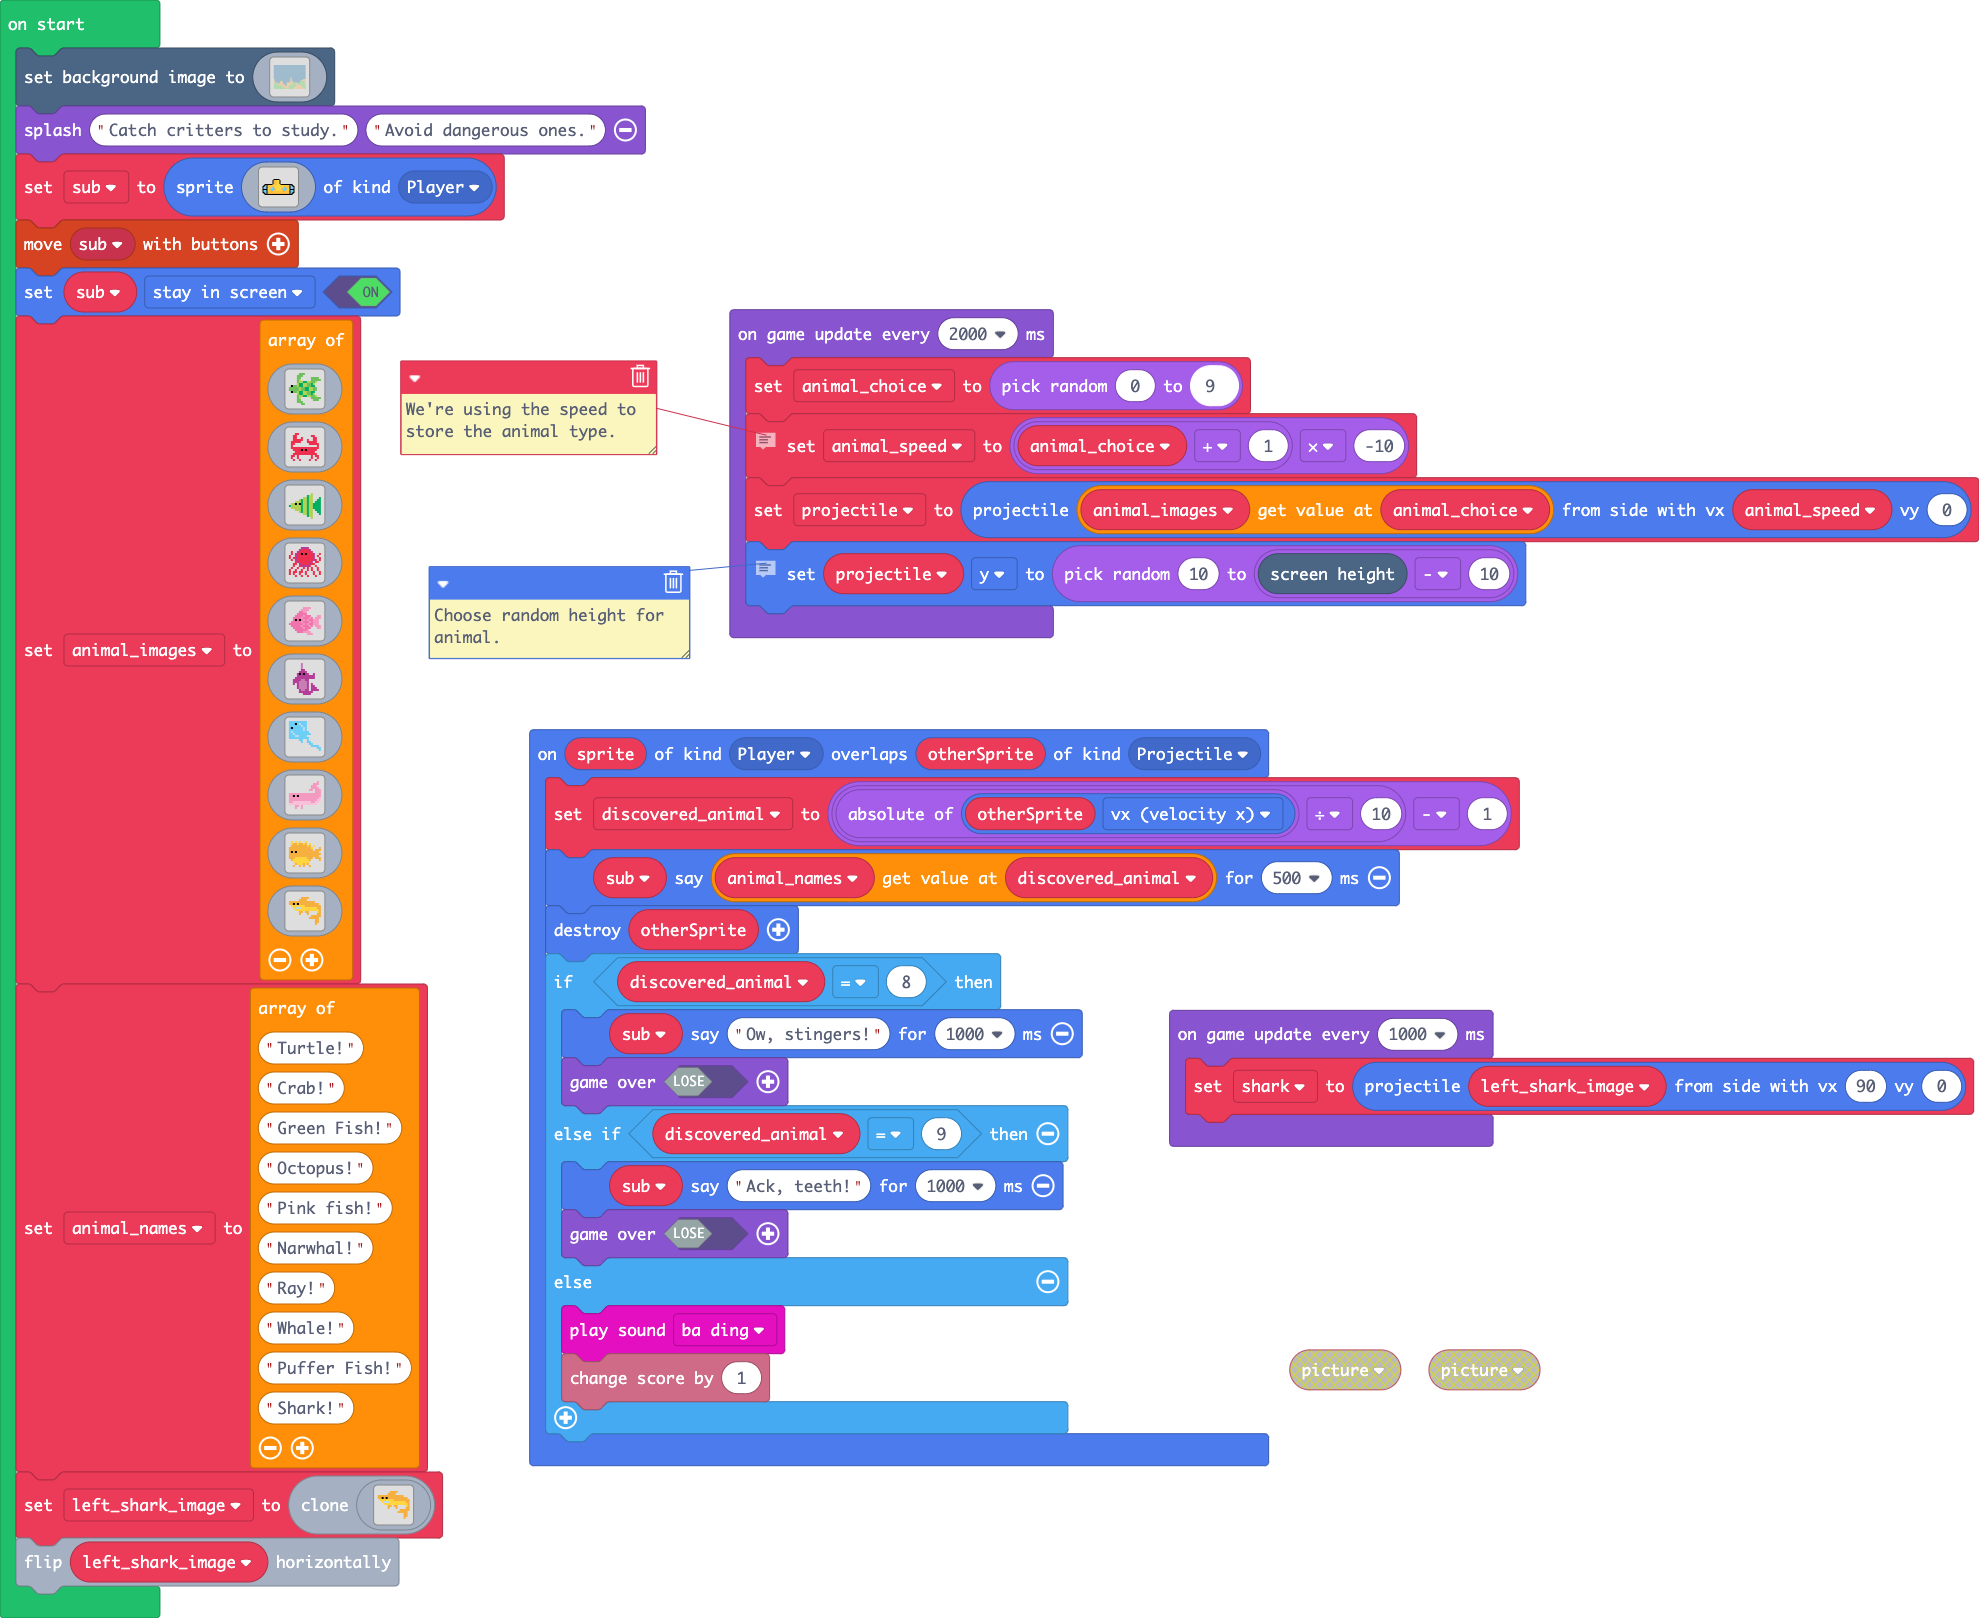 on start
set background image to
splash "Catch critters to study." "Avoid dangerous ones."
set sub to sprite of kind Player
move sub with buttons
set sub stay in screen ON
set animal_images to array of
set animal_names to array of
"Turtle!"
"Crab!"
"Green Fish!"
"Octopus!"
"Pink fish!"
"Narwhal!"
"Ray!"
"Whale!"
"Puffer Fish!"
"Shark!"
set left_shark_image to clone
flip left_shark_image horizontally
We're using the speed to
store the animal type.
Choose random height for
animal.
on game update every 2000 ms
set animal_choice to pick random 0 to 9
set animal_speed to animal_choice + 1 × -10
set projectile to projectile animal_images get value at animal_choice from side with vx animal_speed vy 0
set projectile y to pick random 10 to screen height - 10
on sprite of kind Player overlaps otherSprite of kind Projectile
set discovered_animal to absolute of otherSprite vx (velocity x) ÷ 10 - 1
sub say animal_names get value at discovered_animal for 500 ms
destroy otherSprite
if discovered_animal = 8 then
sub say "Ow, stingers!" for 1000 ms
game over LOSE
else if discovered_animal = 9 then
sub say "Ack, teeth!" for 1000 ms
game over LOSE
else
play sound ba ding
change score by 1
on game update every 1000 ms
set shark to projectile left_shark_image from side with vx 90 vy 0
picture picture